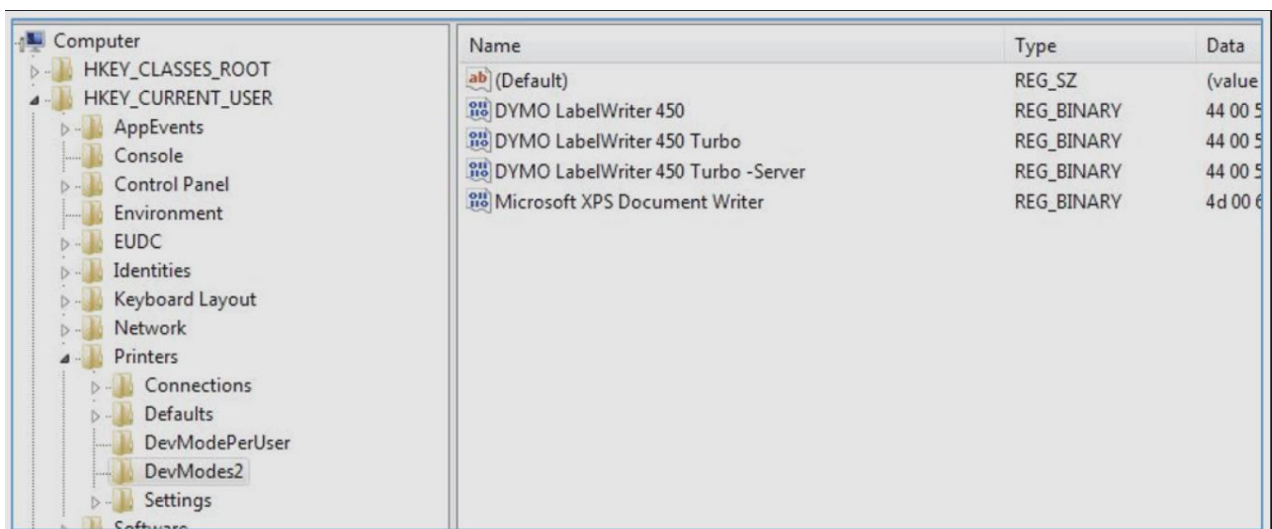 Computer
HKEY_CLASSES_ROOT
HKEY_CURRENT_USER
AppEvents
Console
Control Panel
Environment
EUDC
Identities
Keyboard Layout
Network
Printers
Connections
Defaults
DevModePerUser
DevModes2
Settings
Software
Name Type Data
(Default) REG_SZ (value
DYMO LabelWriter 450 REG_BINARY 44 00 5
DYMO LabelWriter 450 Turbo REG_BINARY 44 00 5
DYMO LabelWriter 450 Turbo -Server REG_BINARY 44 00 5
Microsoft XPS Document Writer REG_BINARY 4d 00 6